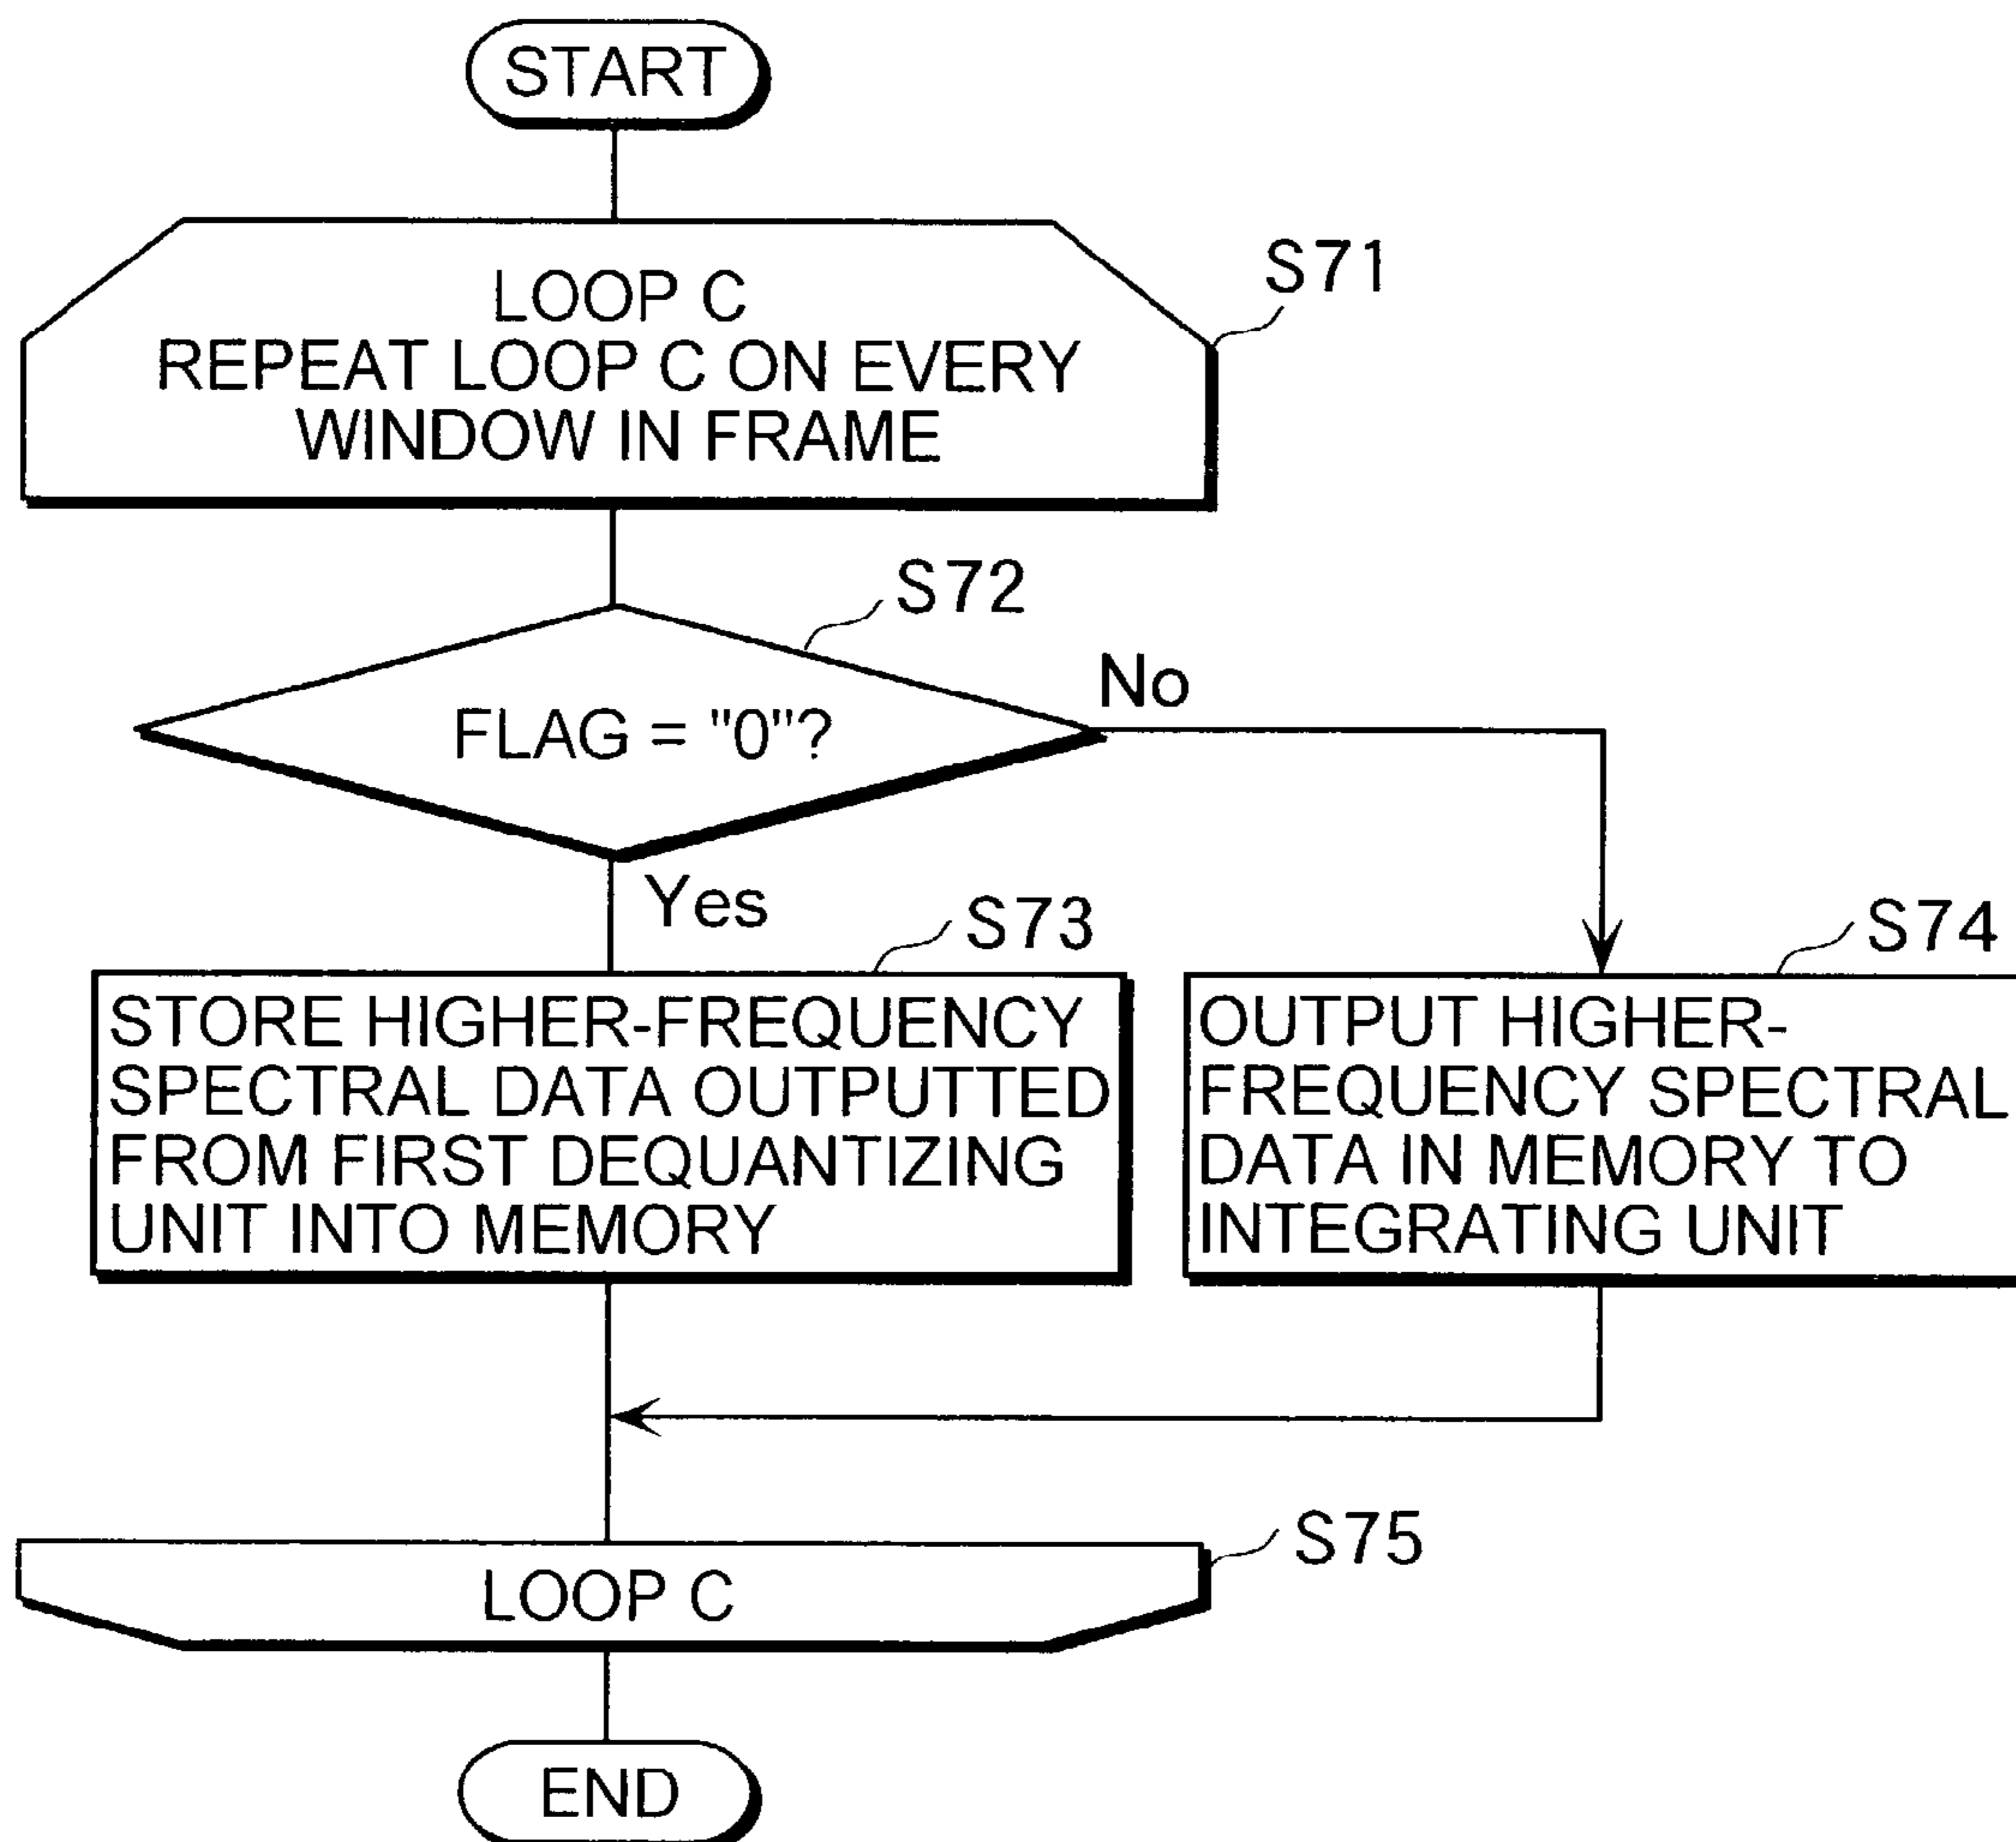 START
LOOP C
REPEAT LOOP C ON EVERY
WINDOW IN FRAME
S71
S72
FLAG = "0"?
No
Yes
S73
STORE HIGHER-FREQUENCY
SPECTRAL DATA OUTPUTTED
FROM FIRST DEQUANTIZING
UNIT INTO MEMORY
S74
OUTPUT HIGHER-
FREQUENCY SPECTRAL
DATA IN MEMORY TO
INTEGRATING UNIT
LOOP C
S75
END